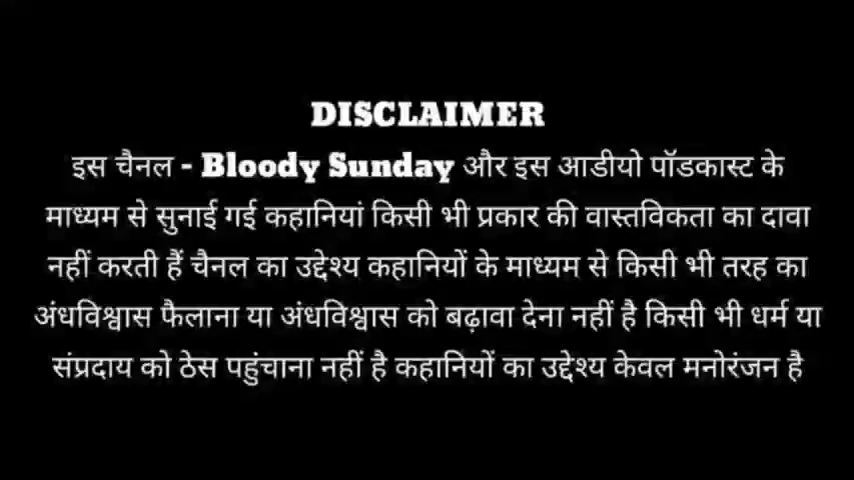 DISCLAIMER
इस चैनल - Bloody Sunday और इस आडीयो पॉडकास्ट के
माध्यम से सुनाई गई कहानियां किसी भी प्रकार की वास्तविकता का दावा
नहीं करती हैं चैनल का उद्देश्य कहानियों के माध्यम से किसी भी तरह का
अंधविश्वास फैलाना या अंधविश्वास को बढ़ावा देना नहीं है किसी भी धर्म या
संप्रदाय को ठेस पहुंचाना नहीं है कहानियों का उद्देश्य केवल मनोरंजन है